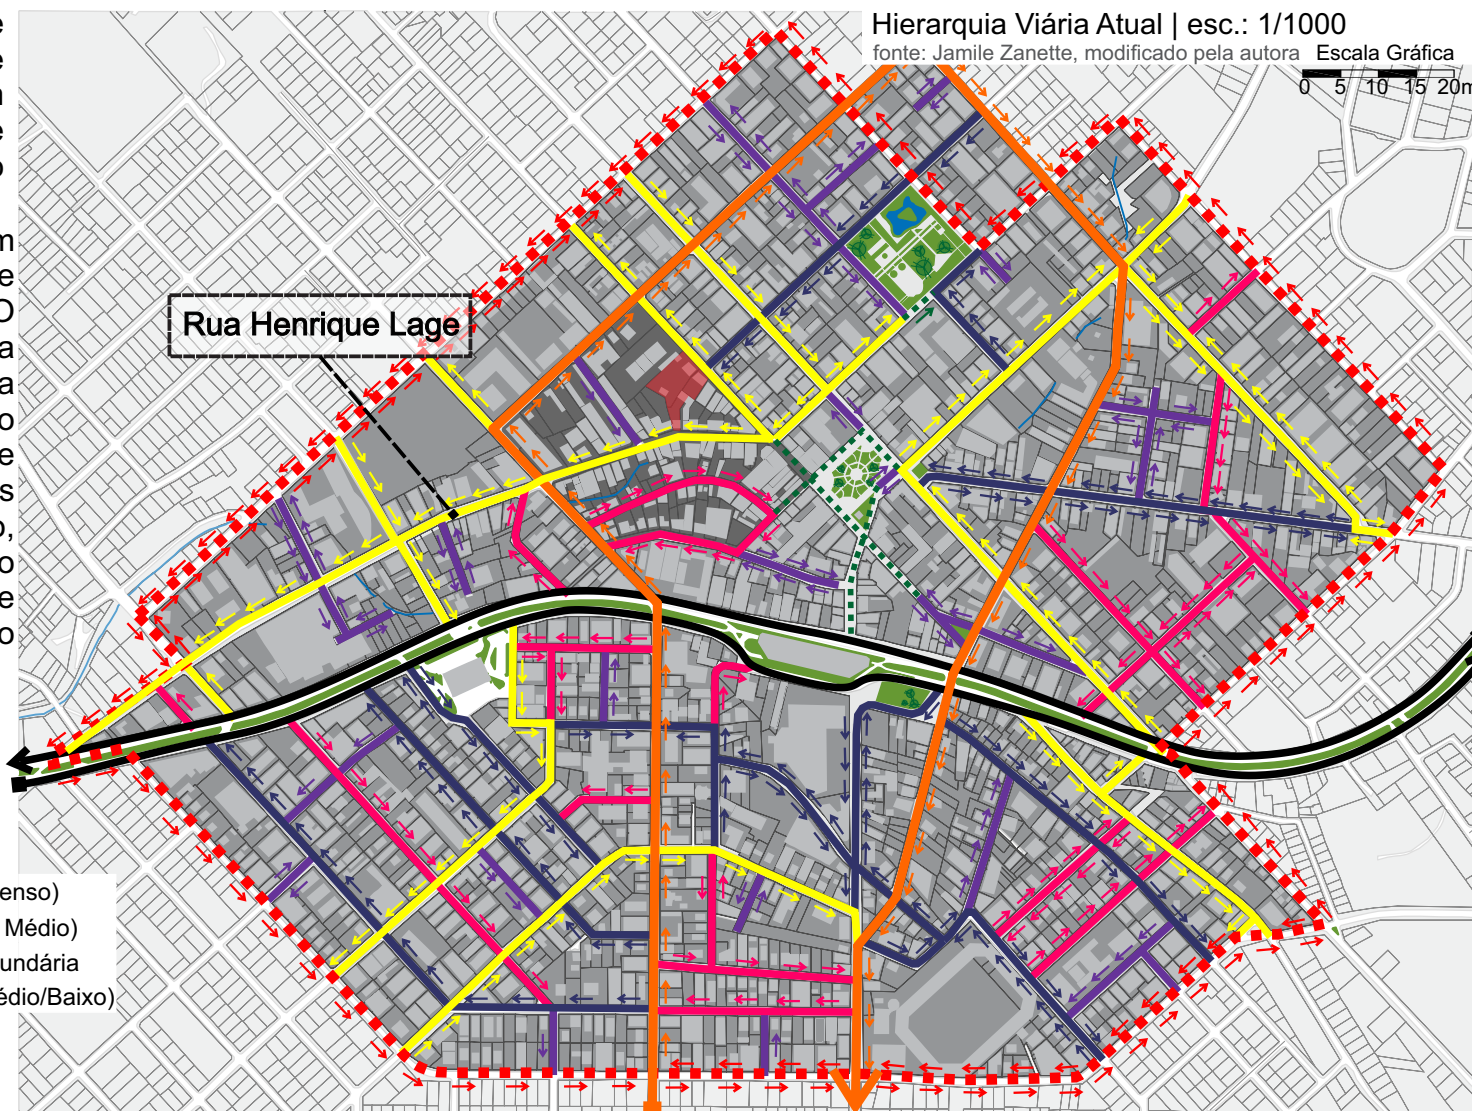 Hierarquia Viária Atual | esc.: 1/1000
fonte: Jamile Zanette, modificado pela autora
Escala Gráfica
0 5 10 15 20m
e
e
m
e
o
m
e
O
a
a
o
e
s
o,
o
e
o
Rua Henrique Lage
enso)
Médio)
undária
édio/Baixo)